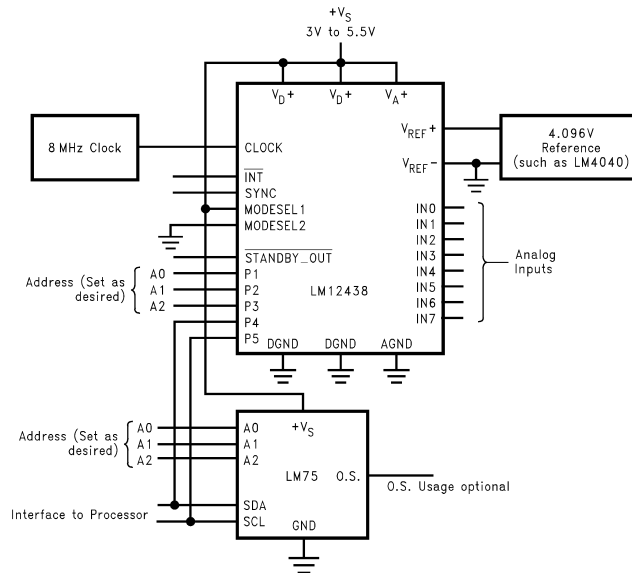 +VS
3V to 5.5V
VD+
VD+
VA+
8 MHz Clock
CLOCK
INT
SYNC
MODESEL1
MODESEL2
STANDBY_OUT
P1
P2
P3
P4
P5
LM12438
DGND
DGND
AGND
VREF+
VREF-
IN0
IN1
IN2
IN3
IN4
IN5
IN6
IN7
4.096V
Reference
(such as LM4040)
Analog
Inputs
Address (Set as
desired)
A0
A1
A2
Address (Set as
desired)
A0
A1
A2
Interface to Processor
+VS
A0
A1
A2
LM75
O.S.
SDA
SCL
GND
O.S. Usage optional